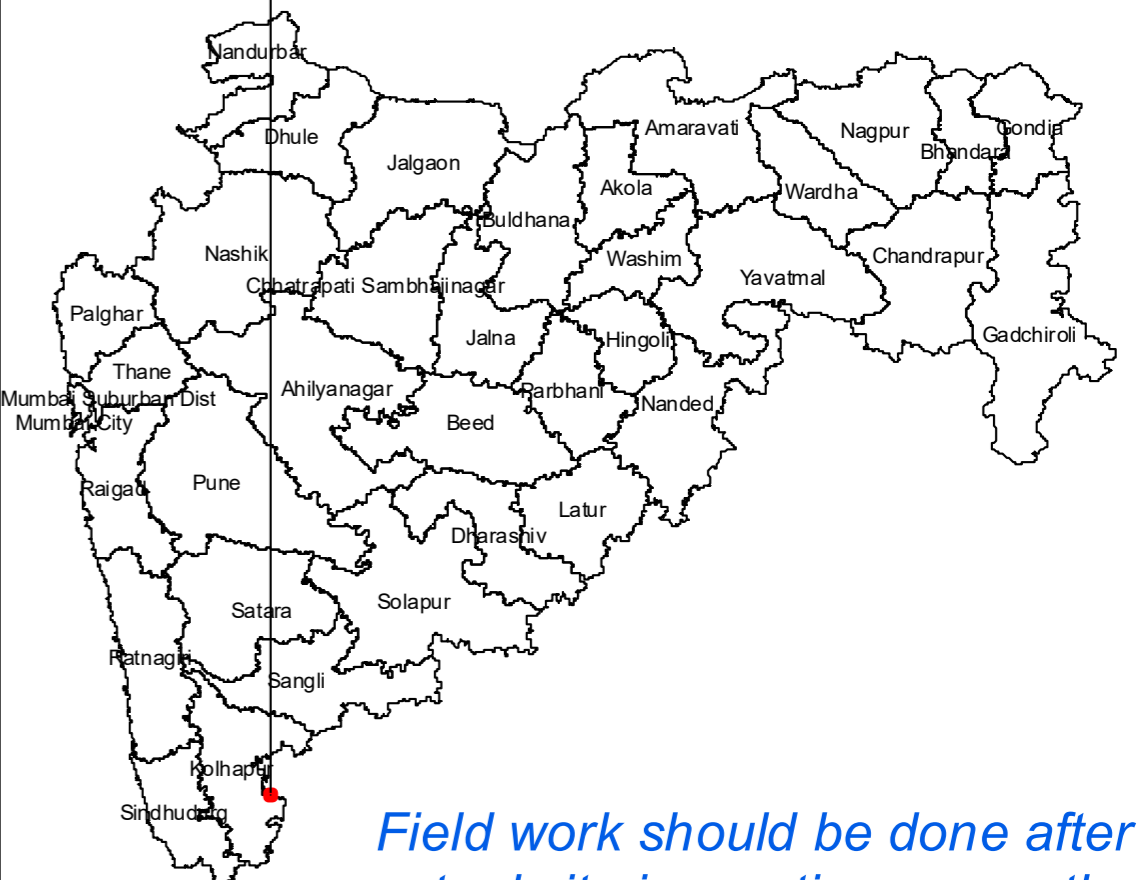 Nandurbar
Dhule
Jalgaon
Amaravati
Nagpur
Gondia
Bhandara
Akola
Wardha
Buldhana
Nashik
Washim
Chandrapur
Chhatrapati Sambhajinagar
Yavatmal
Palghar
Jalna
Hingoli
Gadchiroli
Thane
Ahilyanagar
Parbhani
Mumbai Suburban Dist
Nanded
Mumbai City
Beed
Raigad
Pune
Latur
Dharashiv
Satara
Solapur
Ratnagiri
Sangli
Kolhapur
Sindhudurg
Field work should be done after